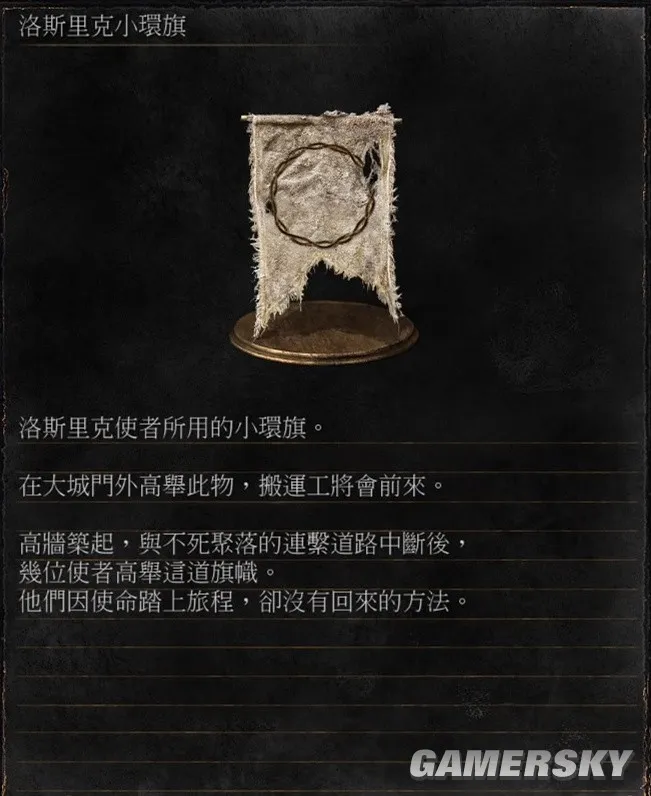 洛斯里克小環旗
洛斯里克使者所用的小環旗。
在大城門外高舉此物，搬運工將會前來。
高牆築起，與不死聚落的連繫道路中斷後，
幾位使者高舉這道旗幟。
他們因使命踏上旅程，卻沒有回來的方法。
GAMERSKY